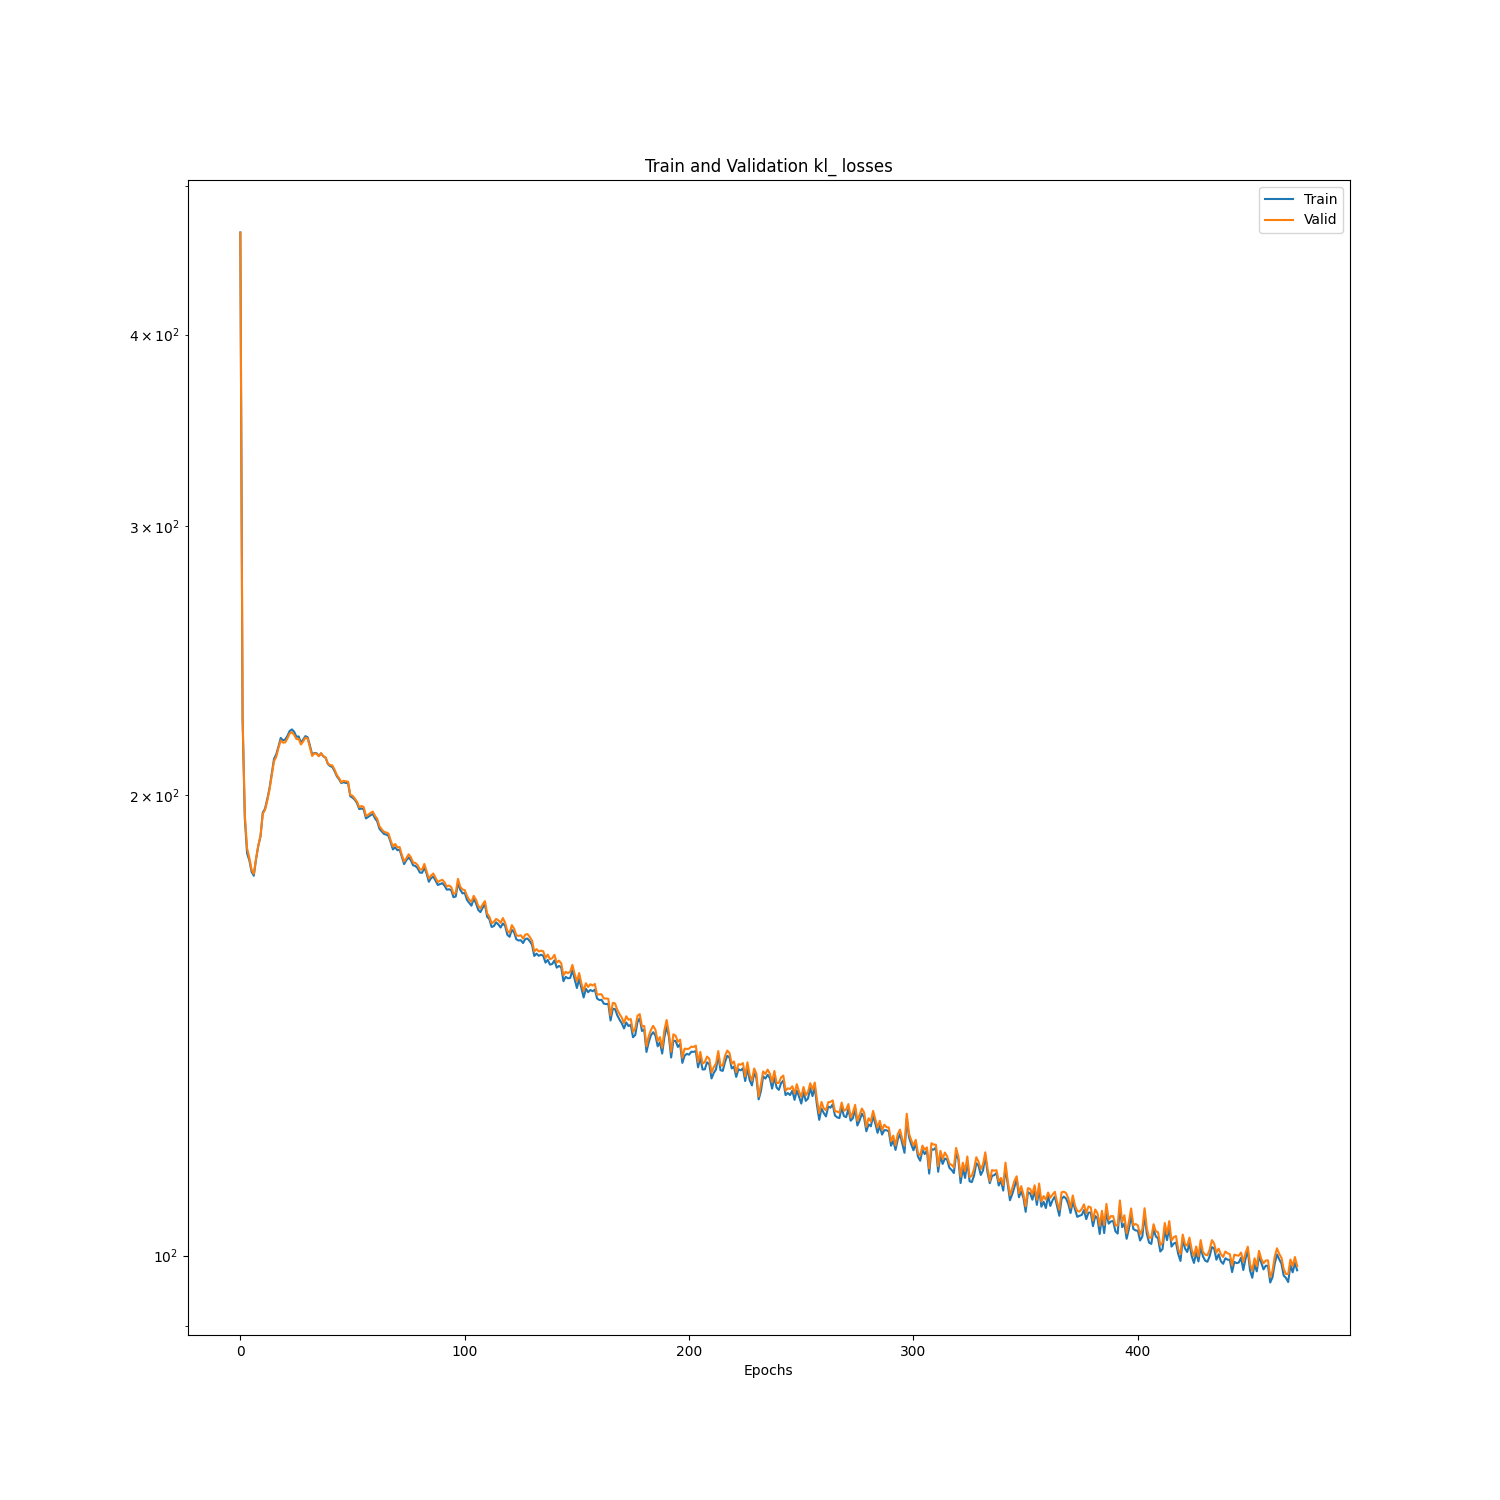 Train and Validation kl_ losses
Train
Valid
4 × 10²
3 × 10²
2 × 10²
10²
0 100 200 300 400
Epochs